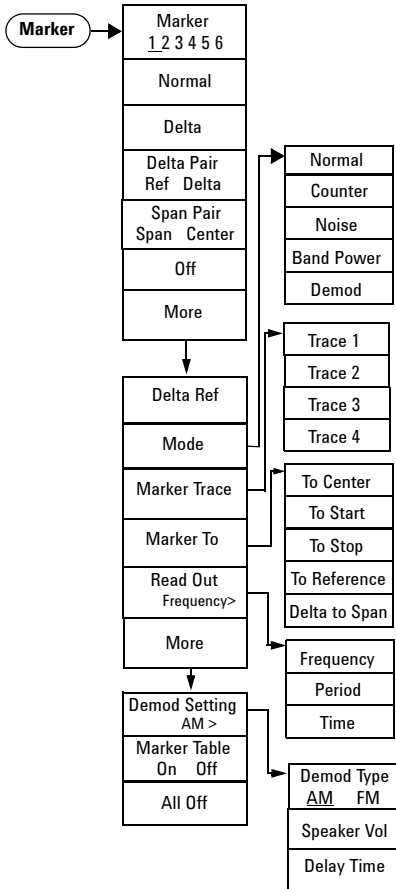 Marker
Marker
1 2 3 4 5 6
Normal
Delta
Delta Pair
Ref Delta
Span Pair
Span Center
Off
More
Delta Ref
Mode
Marker Trace
Marker To
Read Out
Frequency>
More
Demod Setting
AM >
Marker Table
On Off
All Off
Normal
Counter
Noise
Band Power
Demod
Trace 1
Trace 2
Trace 3
Trace 4
To Center
To Start
To Stop
To Reference
Delta to Span
Frequency
Period
Time
Demod Type
AM FM
Speaker Vol
Delay Time